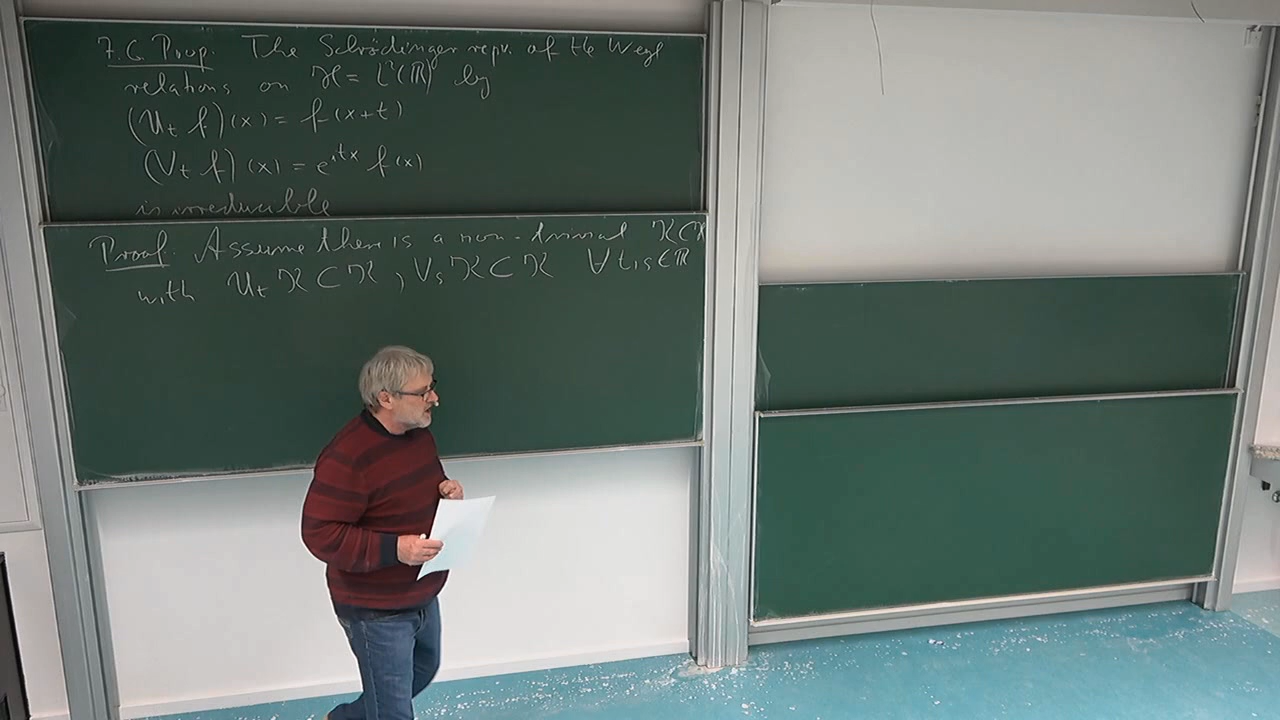 7.6. Prop. The Schrödinger repr. of the Weyl
relations on ℋ = L²(ℝ) by
(U_t f)(x) = f(x+t)
(V_t f)(x) = e^{itx} f(x)
is irreducible
Proof. Assume there is a non-trivial 𝒦 ⊂ ℋ
with U_t 𝒦 ⊂ 𝒦, V_s 𝒦 ⊂ 𝒦 ∀ t, s ∈ ℝ